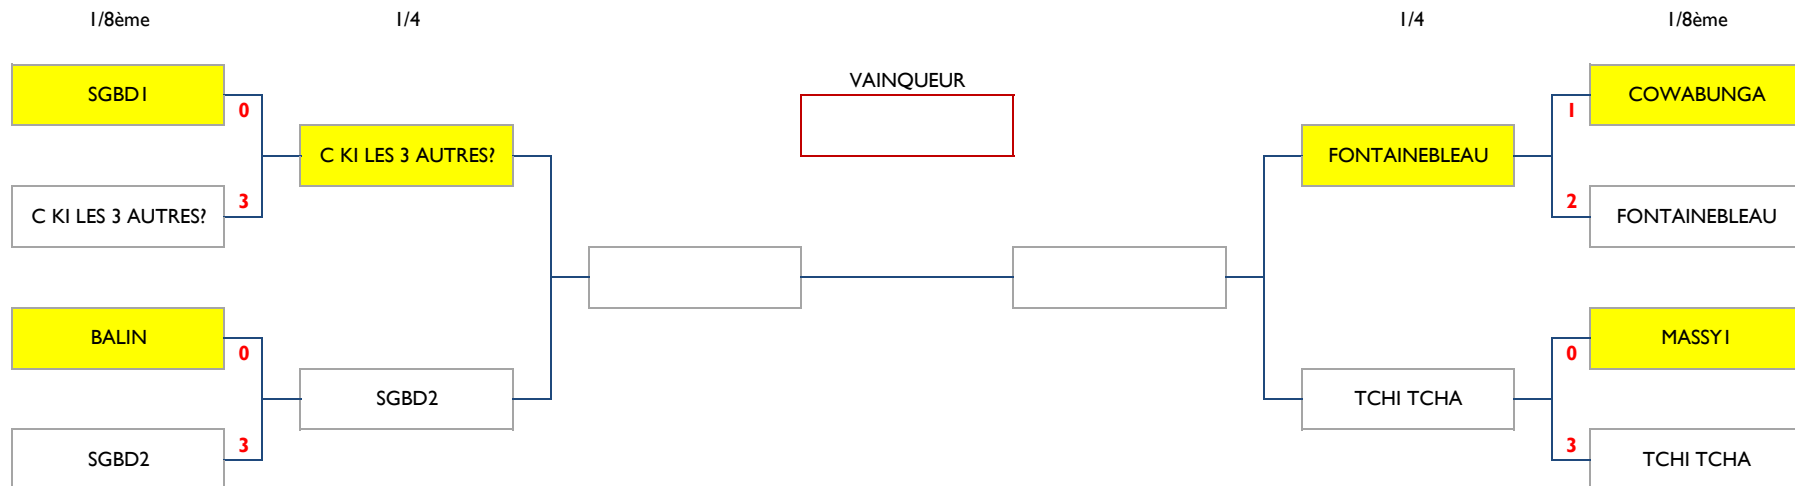 1/8ème
1/4
1/4
1/8ème
SGBD1
0
C KI LES 3 AUTRES?
3
C KI LES 3 AUTRES?
BALIN
0
SGBD2
3
SGBD2
VAINQUEUR
FONTAINEBLEAU
COWABUNGA
1
2
FONTAINEBLEAU
TCHI TCHA
MASSY1
0
3
TCHI TCHA